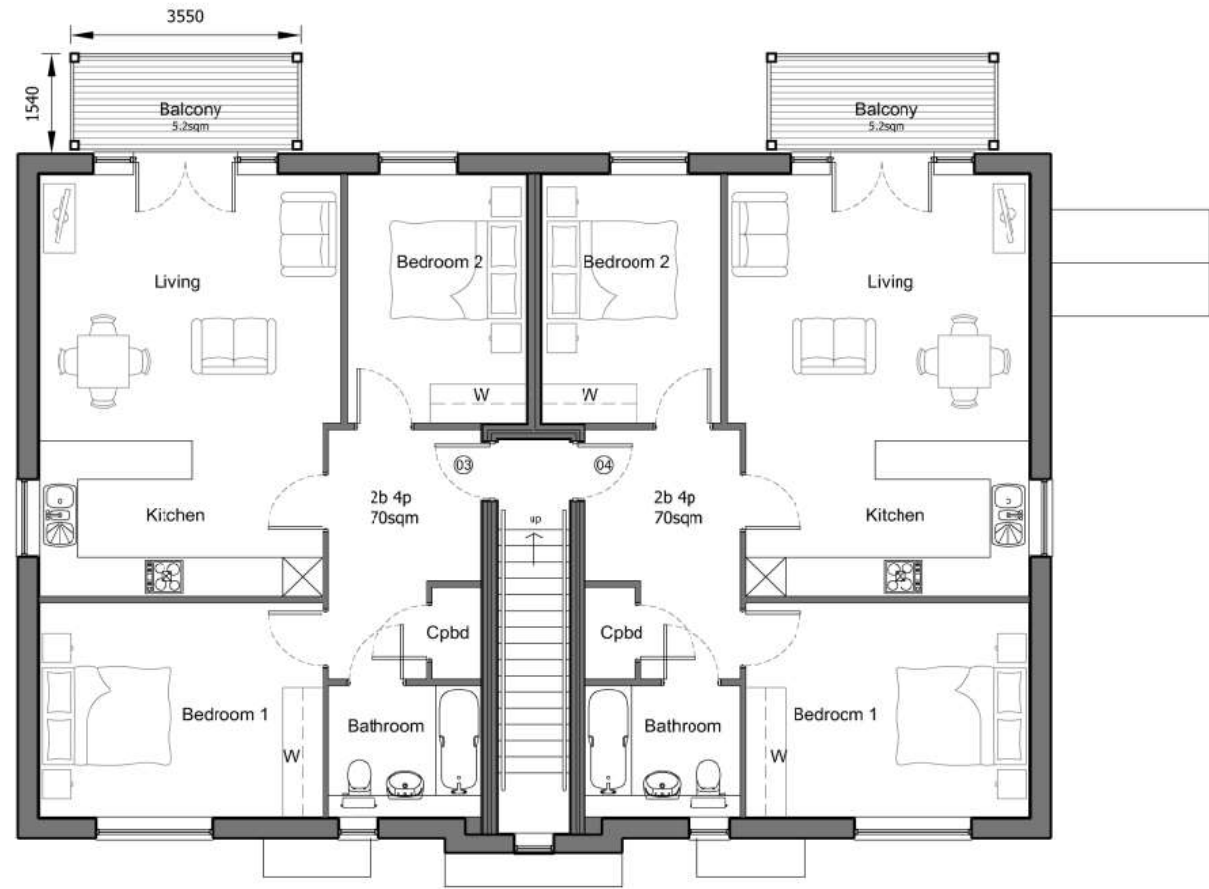 3550
1540
Balcony
5.2sqm
Balcony
5.2sqm
Living
Bedroom 2
Bedroom 2
Living
W
W
03
04
2b 4p
70sqm
2b 4p
70sqm
Kitchen
up
Kitchen
Cpbd
Cpbd
Bedroom 1
Bathroom
Bathroom
Bedroom 1
W
W